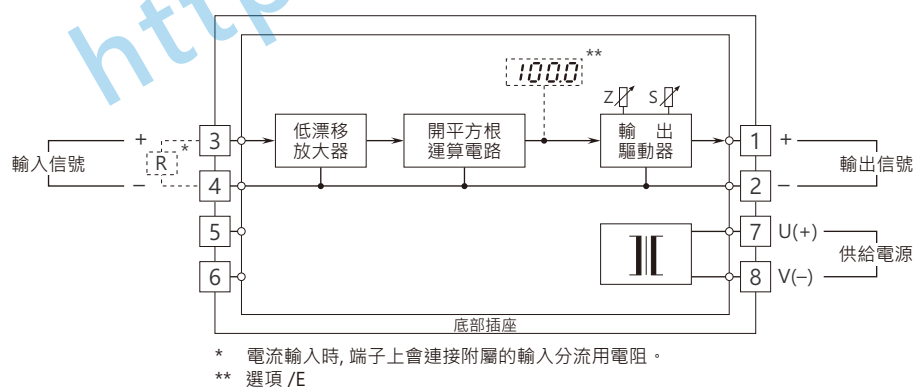 http
100.0
**
Z
S
+
3
*
R
輸入信號
–
4
低漂移
放大器
開平方根
運算電路
輸 出
驅動器
1
+
輸出信號
2
–
5
6
7
U(+)
供給電源
8
V(–)
底部插座
* 電流輸入時, 端子上會連接附屬的輸入分流用電阻。
** 選項 /E